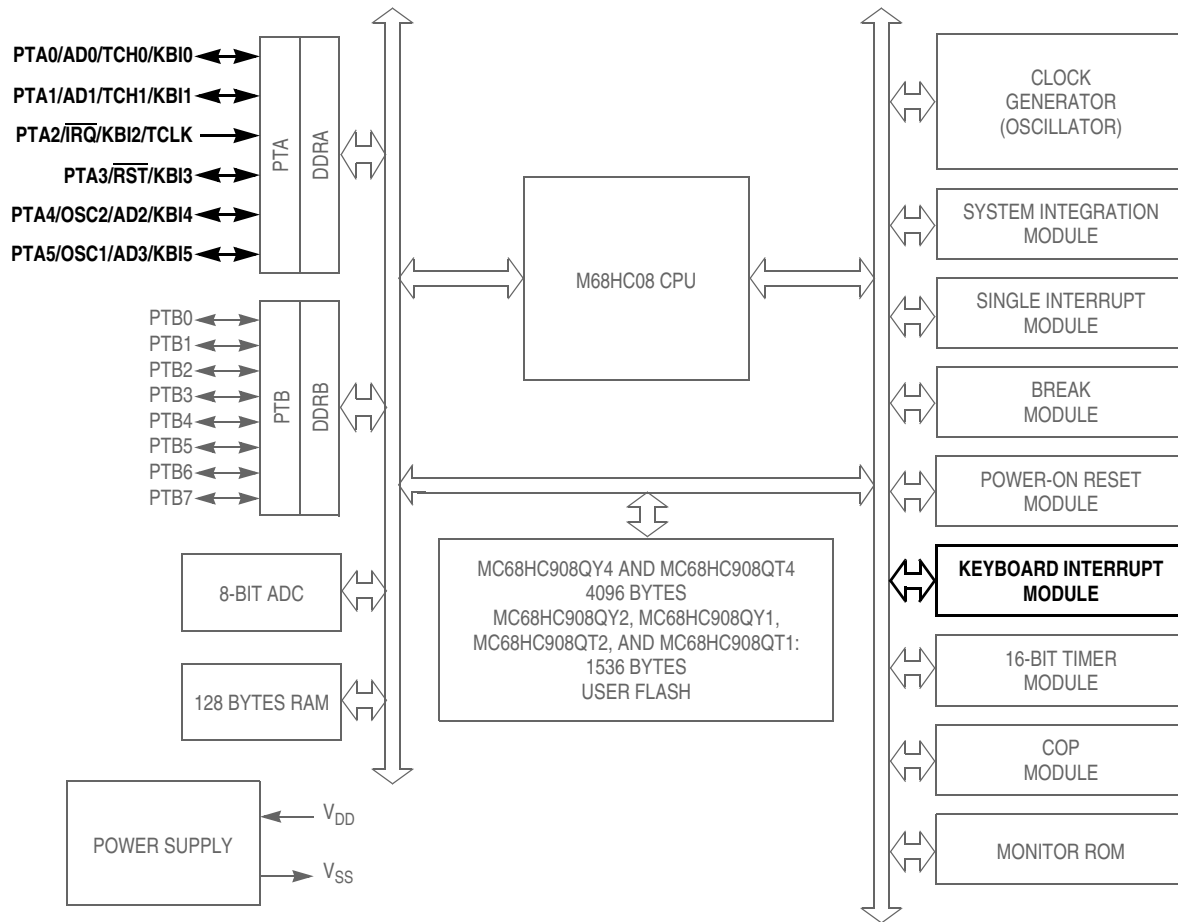 PTA0/AD0/TCH0/KBI0
PTA1/AD1/TCH1/KBI1
PTA2/IRQ/KBI2/TCLK
PTA3/RST/KBI3
PTA4/OSC2/AD2/KBI4
PTA5/OSC1/AD3/KBI5
PTA
DDRA
PTB0
PTB1
PTB2
PTB3
PTB4
PTB5
PTB6
PTB7
PTB
DDRB
8-BIT ADC
128 BYTES RAM
POWER SUPPLY
VDD
VSS
M68HC08 CPU
MC68HC908QY4 AND MC68HC908QT4
4096 BYTES
MC68HC908QY2, MC68HC908QY1,
MC68HC908QT2, AND MC68HC908QT1:
1536 BYTES
USER FLASH
CLOCK
GENERATOR
(OSCILLATOR)
SYSTEM INTEGRATION
MODULE
SINGLE INTERRUPT
MODULE
BREAK
MODULE
POWER-ON RESET
MODULE
KEYBOARD INTERRUPT
MODULE
16-BIT TIMER
MODULE
COP
MODULE
MONITOR ROM